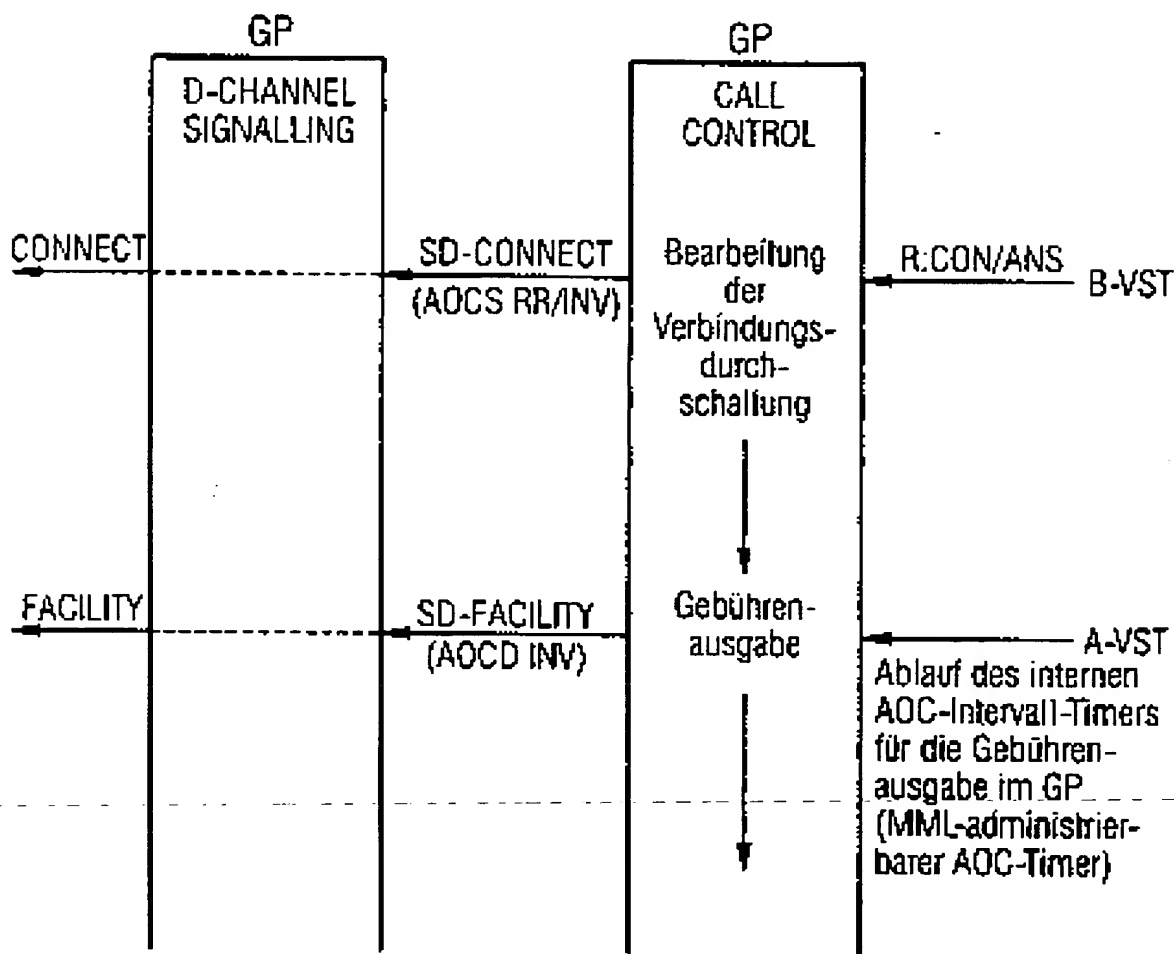 GP
GP
D-CHANNEL
SIGNALLING
CALL
CONTROL
CONNECT
SD-CONNECT
(AOCS RR/INV)
Bearbeitung
der
Verbindungs-
durch-
schaltung
R:CON/ANS
B-VST
FACILITY
SD-FACILITY
(AOCD INV)
Gebühren-
ausgabe
A-VST
Ablauf des internen
AOC-Intervall-Timers
für die Gebühren-
ausgabe im GP
(MML-administrier-
barer AOC-Timer)